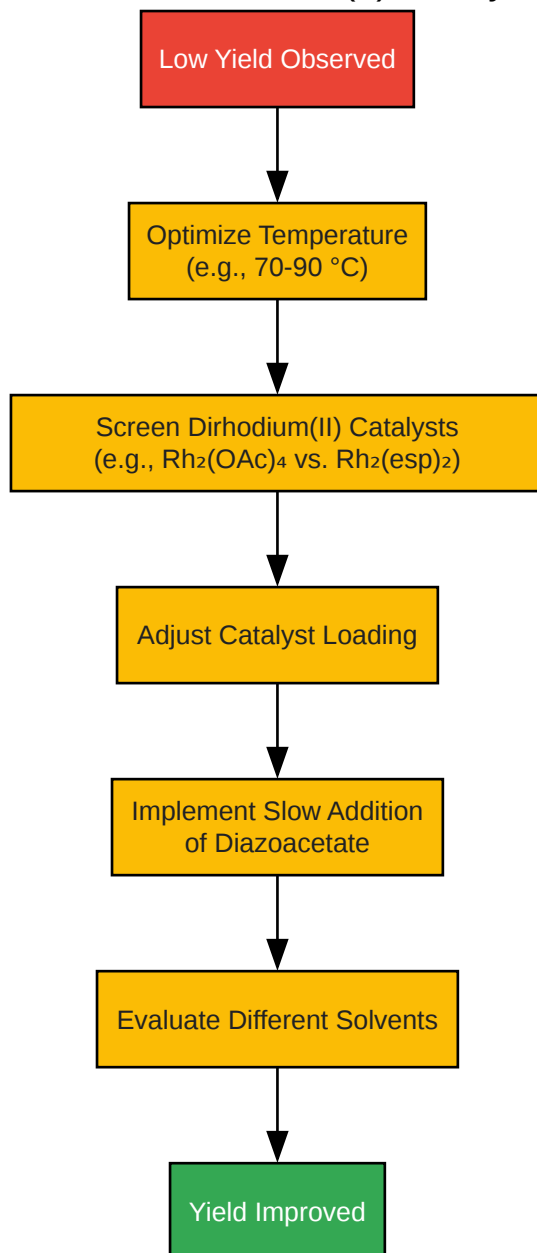 Low Yield Observed
Optimize Temperature
(e.g., 70-90 °C)
Screen Dirhodium(II) Catalysts
(e.g., Rh₂(OAc)₄ vs. Rh₂(esp)₂)
Adjust Catalyst Loading
Implement Slow Addition
of Diazoacetate
Evaluate Different Solvents
Yield Improved